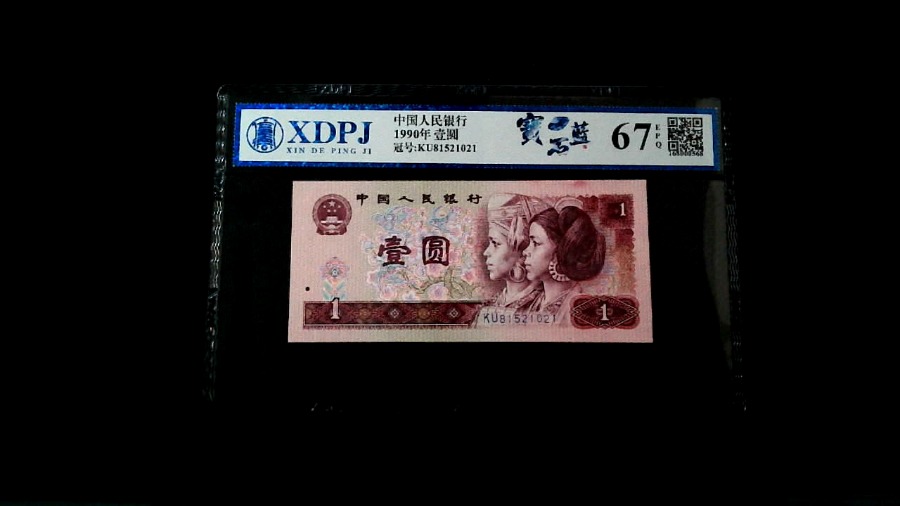 XDPJ
XIN DE PING JI
中国人民银行
1990年 壹圆
冠号:KU81521021
67
EPQ
中国人民银行
壹圆
1
1
1
KU81521021